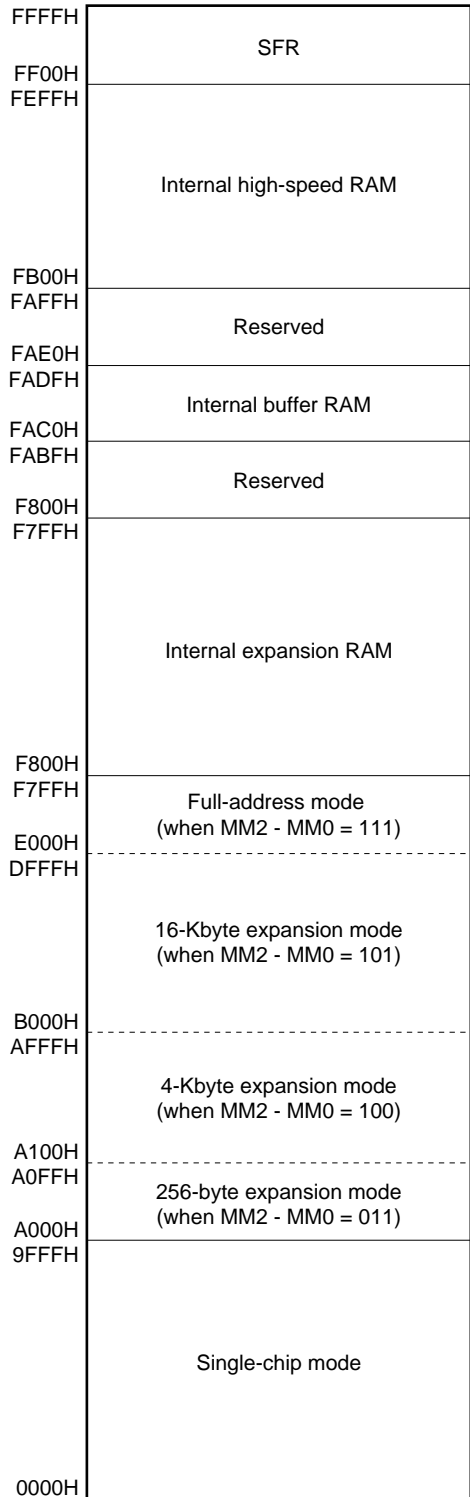 FFFFH
SFR
FF00H
FEFFH
Internal high-speed RAM
FB00H
FAFFH
Reserved
FAE0H
FADFH
Internal buffer RAM
FAC0H
FABFH
Reserved
F800H
F7FFH
Internal expansion RAM
F800H
F7FFH
Full-address mode
(when MM2 - MM0 = 111)
E000H
DFFFH
16-Kbyte expansion mode
(when MM2 - MM0 = 101)
B000H
AFFFH
4-Kbyte expansion mode
(when MM2 - MM0 = 100)
A100H
A0FFH
256-byte expansion mode
(when MM2 - MM0 = 011)
A000H
9FFFH
Single-chip mode
0000H